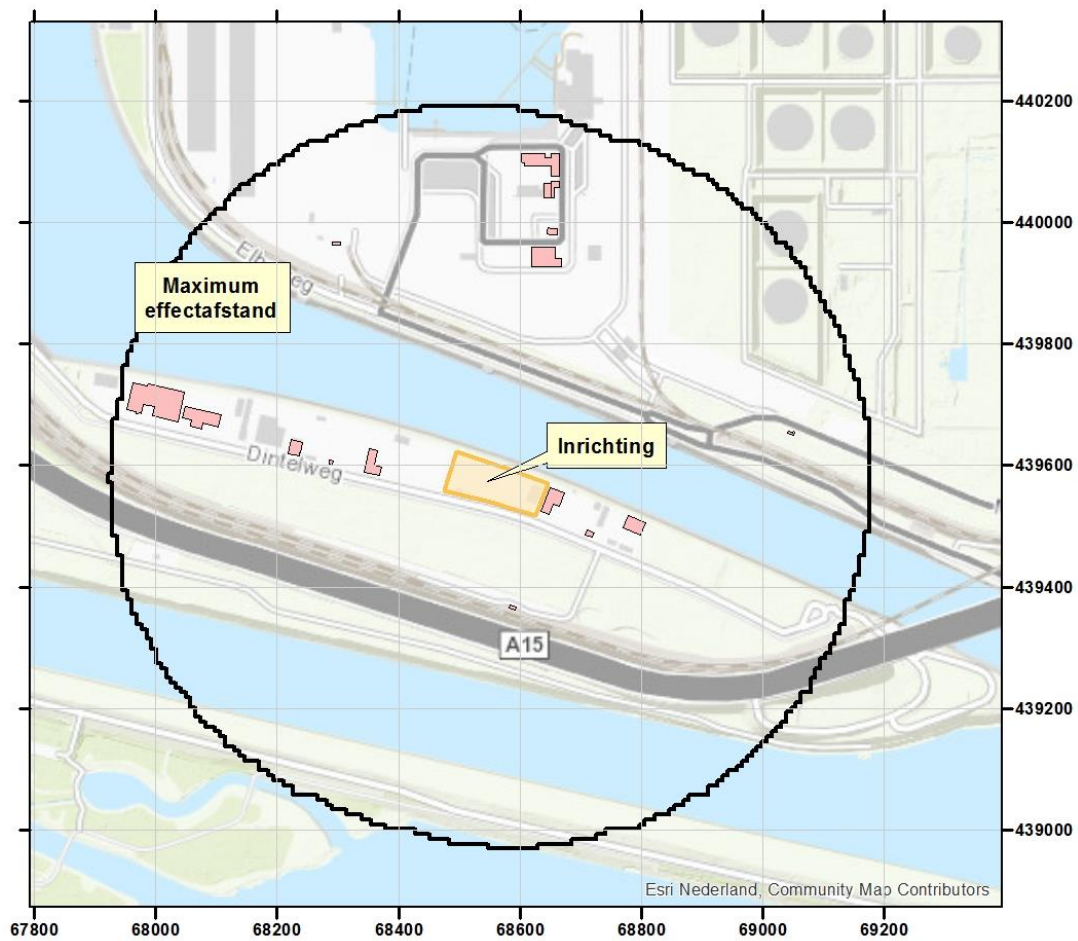 440200
440000
Elbeweg
Maximum
effectafstand
439800
Inrichting
Dintelweg
439600
439400
A15
439200
439000
Esri Nederland, Community Map Contributors
67800 68000 68200 68400 68600 68800 69000 69200